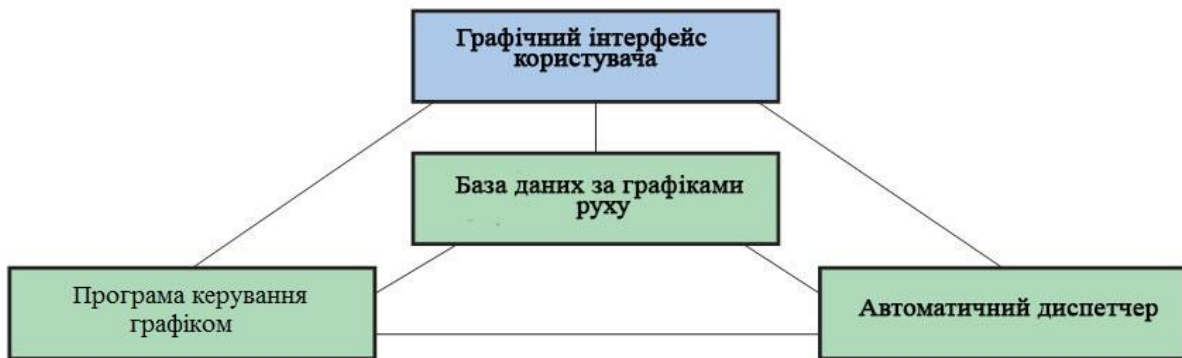 Графічний інтерфейс
користувача
База даних за графіками
руху
Програма керування
графіком
Автоматичний диспетчер